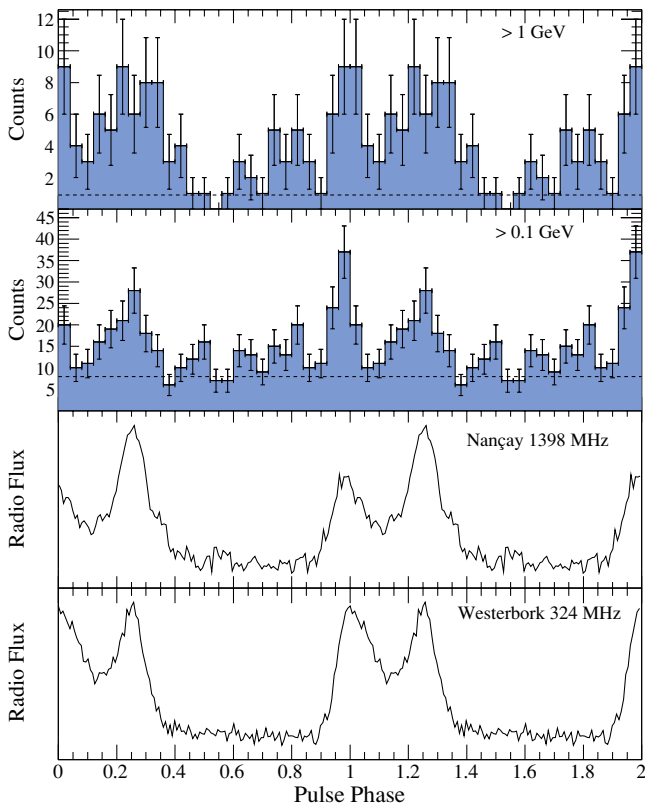 12
> 1 GeV
10
8
6
4
2
Counts
45
> 0.1 GeV
40
35
30
25
20
15
10
5
Counts
Nançay 1398 MHz
Radio Flux
Westerbork 324 MHz
Radio Flux
0 0.2 0.4 0.6 0.8 1 1.2 1.4 1.6 1.8 2
Pulse Phase